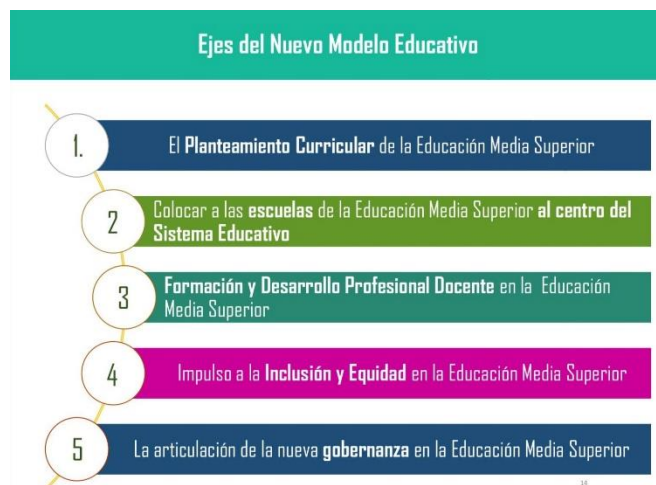 Ejes del Nuevo Modelo Educativo
1.
El Planteamiento Curricular de la Educación Media Superior
2
Colocar a las escuelas de la Educación Media Superior al centro del
Sistema Educativo
3
Formación y Desarrollo Profesional Docente en la Educación
Media Superior
4
Impulso a la Inclusión y Equidad en la Educación Media Superior
5
La articulación de la nueva gobernanza en la Educación Media Superior
14